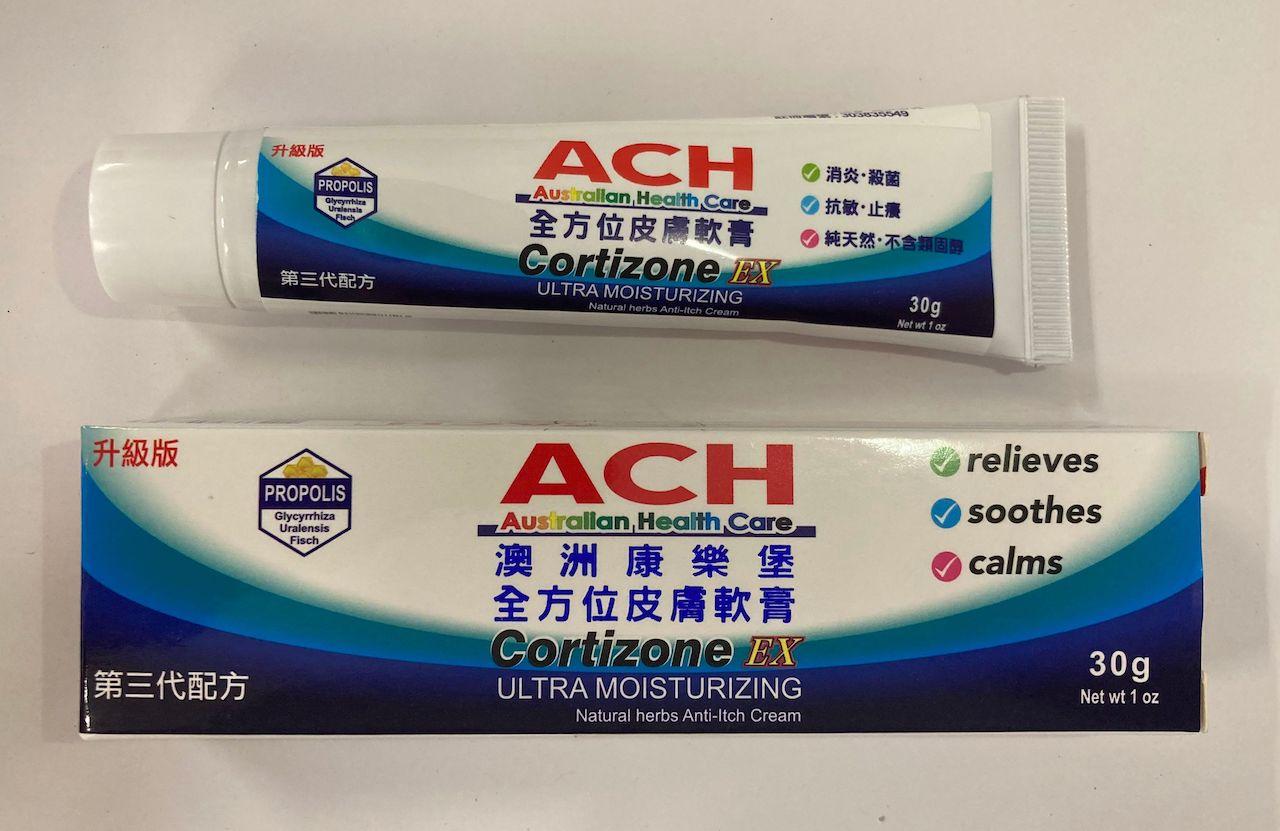 303835549
升級版
PROPOLIS
Glycyrrhiza
Uralensis
Fisch
第三代配方
ACH
Australian Health Care
全方位皮膚軟膏
Cortizone EX
ULTRA MOISTURIZING
Natural herbs Anti-Itch Cream
消炎·殺菌
抗敏·止癢
純天然·不含類固醇
30g
Net wt 1 oz
升級版
PROPOLIS
Glycyrrhiza
Uralensis
Fisch
第三代配方
ACH
Australian Health Care
澳洲康樂堡
全方位皮膚軟膏
Cortizone EX
ULTRA MOISTURIZING
Natural herbs Anti-Itch Cream
relieves
soothes
calms
30g
Net wt 1 oz